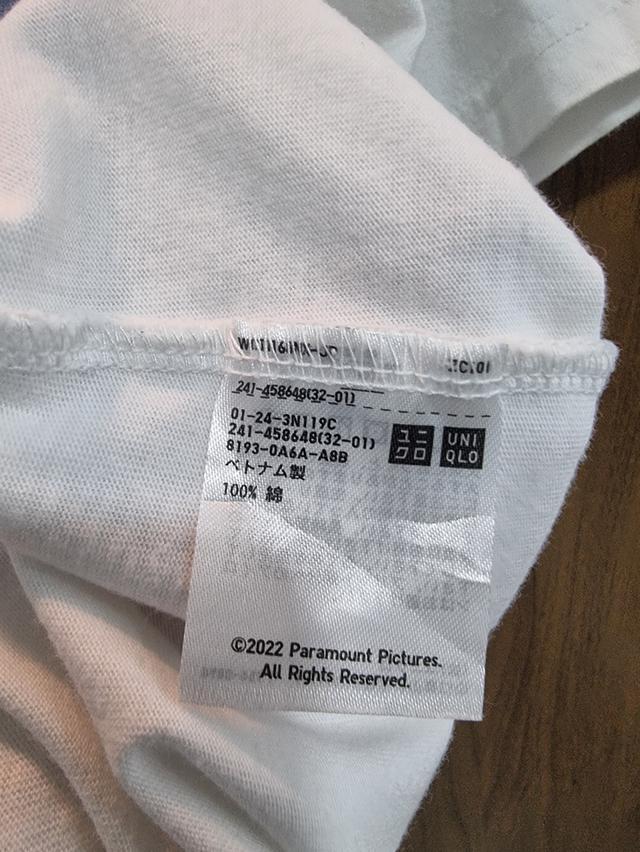 241-458648(32-01)
01-24-3N119C
241-458648(32-01)
8193-0A6A-A8B
ベトナム製
100% 綿
ユニ
クロ
UNI
QLO
©2022 Paramount Pictures.
All Rights Reserved.